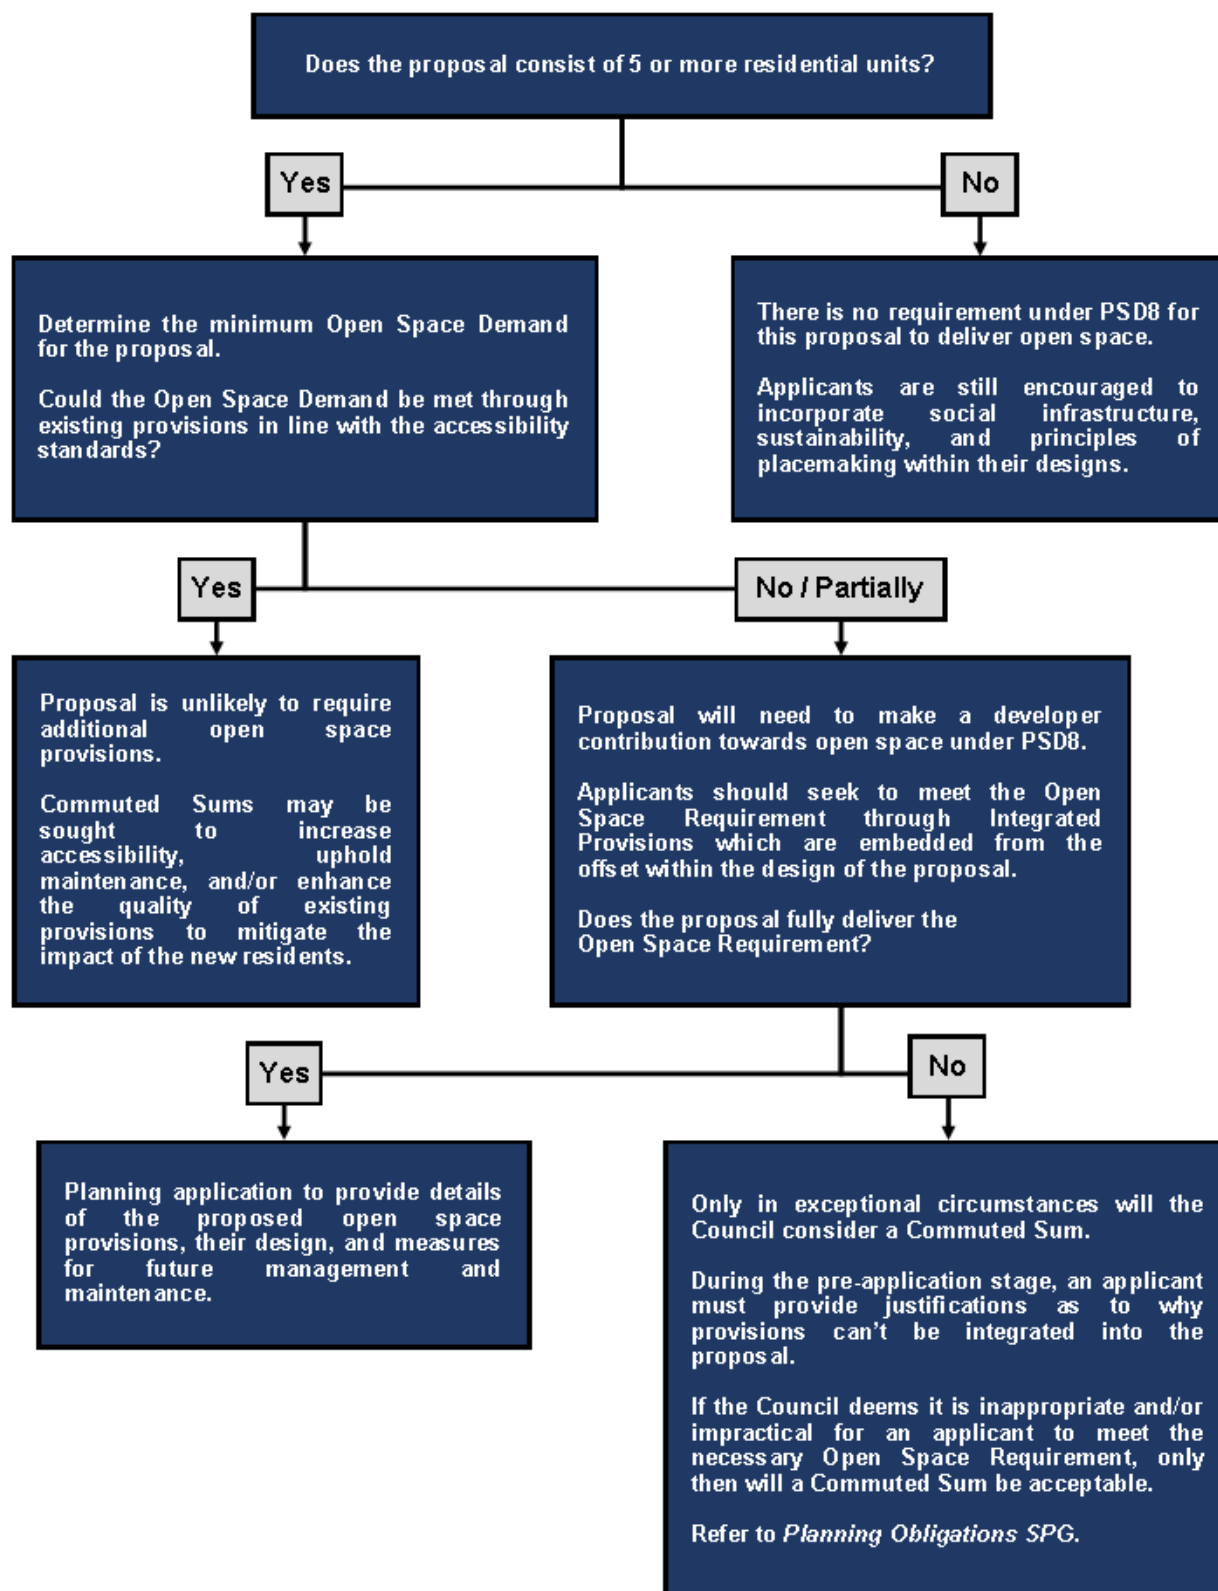 Does the proposal consist of 5 or more residential units?
Yes
No
Determine the minimum Open Space Demand
for the proposal.
Could the Open Space Demand be met through
existing provisions in line with the accessibility
standards?
There is no requirement under PSD8 for
this proposal to deliver open space.
Applicants are still encouraged to
incorporate social infrastructure,
sustainability, and principles of
placemaking within their designs.
Yes
No / Partially
Proposal is unlikely to require
additional open space
provisions.
Commuted Sums may be
sought to increase
accessibility, uphold
maintenance, and/or enhance
the quality of existing
provisions to mitigate the
impact of the new residents.
Proposal will need to make a developer
contribution towards open space under PSD8.
Applicants should seek to meet the Open
Space Requirement through Integrated
Provisions which are embedded from the
offset within the design of the proposal.
Does the proposal fully deliver the
Open Space Requirement?
Yes
No
Planning application to provide details
of the proposed open space
provisions, their design, and measures
for future management and
maintenance.
Only in exceptional circumstances will the
Council consider a Commuted Sum.
During the pre-application stage, an applicant
must provide justifications as to why
provisions can't be integrated into the
proposal.
If the Council deems it is inappropriate and/or
impractical for an applicant to meet the
necessary Open Space Requirement, only
then will a Commuted Sum be acceptable.
Refer to Planning Obligations SPG.